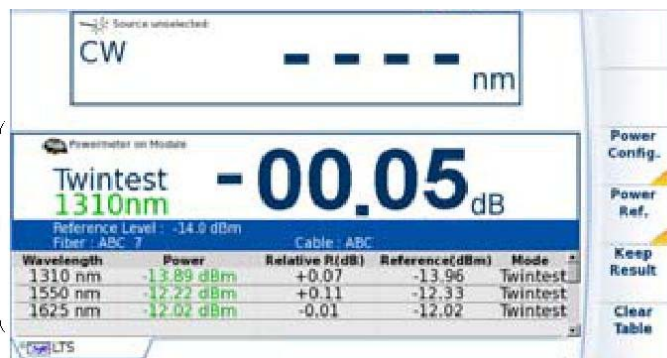 Source unselected
CW
---- nm
Powermeter on Module
Twintest
1310nm
-00.05 dB
Reference Level : -14.0 dBm
Fiber : ABC 7 Cable : ABC
Wavelength Power Relative P.(dB) Reference(dBm) Mode
1310 nm -13.89 dBm +0.07 -13.96 Twintest
1550 nm -12.22 dBm +0.11 -12.33 Twintest
1625 nm -12.02 dBm -0.01 -12.02 Twintest
LTS
Power
Config.
Power
Ref.
Keep
Result
Clear
Table